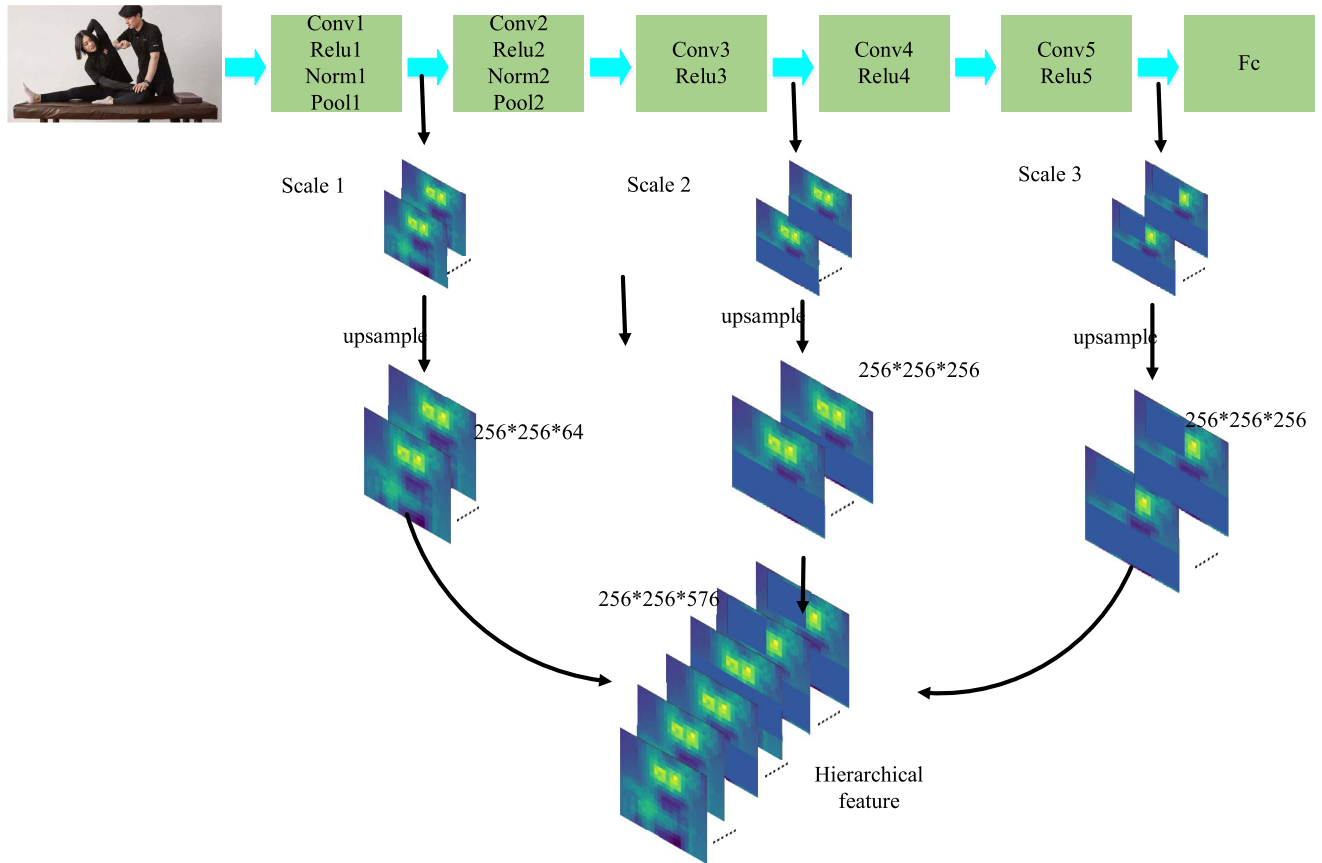 Conv1
Relu1
Norm1
Pool1
Conv2
Relu2
Norm2
Pool2
Conv3
Relu3
Conv4
Relu4
Conv5
Relu5
Fc
Scale 1
Scale 2
Scale 3
upsample
upsample
upsample
256*256*64
256*256*256
256*256*256
256*256*576
Hierarchical
feature